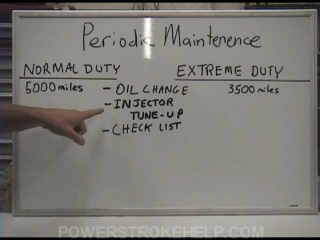 Periodic Maintenence
NORMAL DUTY EXTREME DUTY
5000 miles - OIL CHANGE 3500 miles
- INJECTOR
TUNE-UP
- CHECK LIST
POWERSTROKEHELP.COM